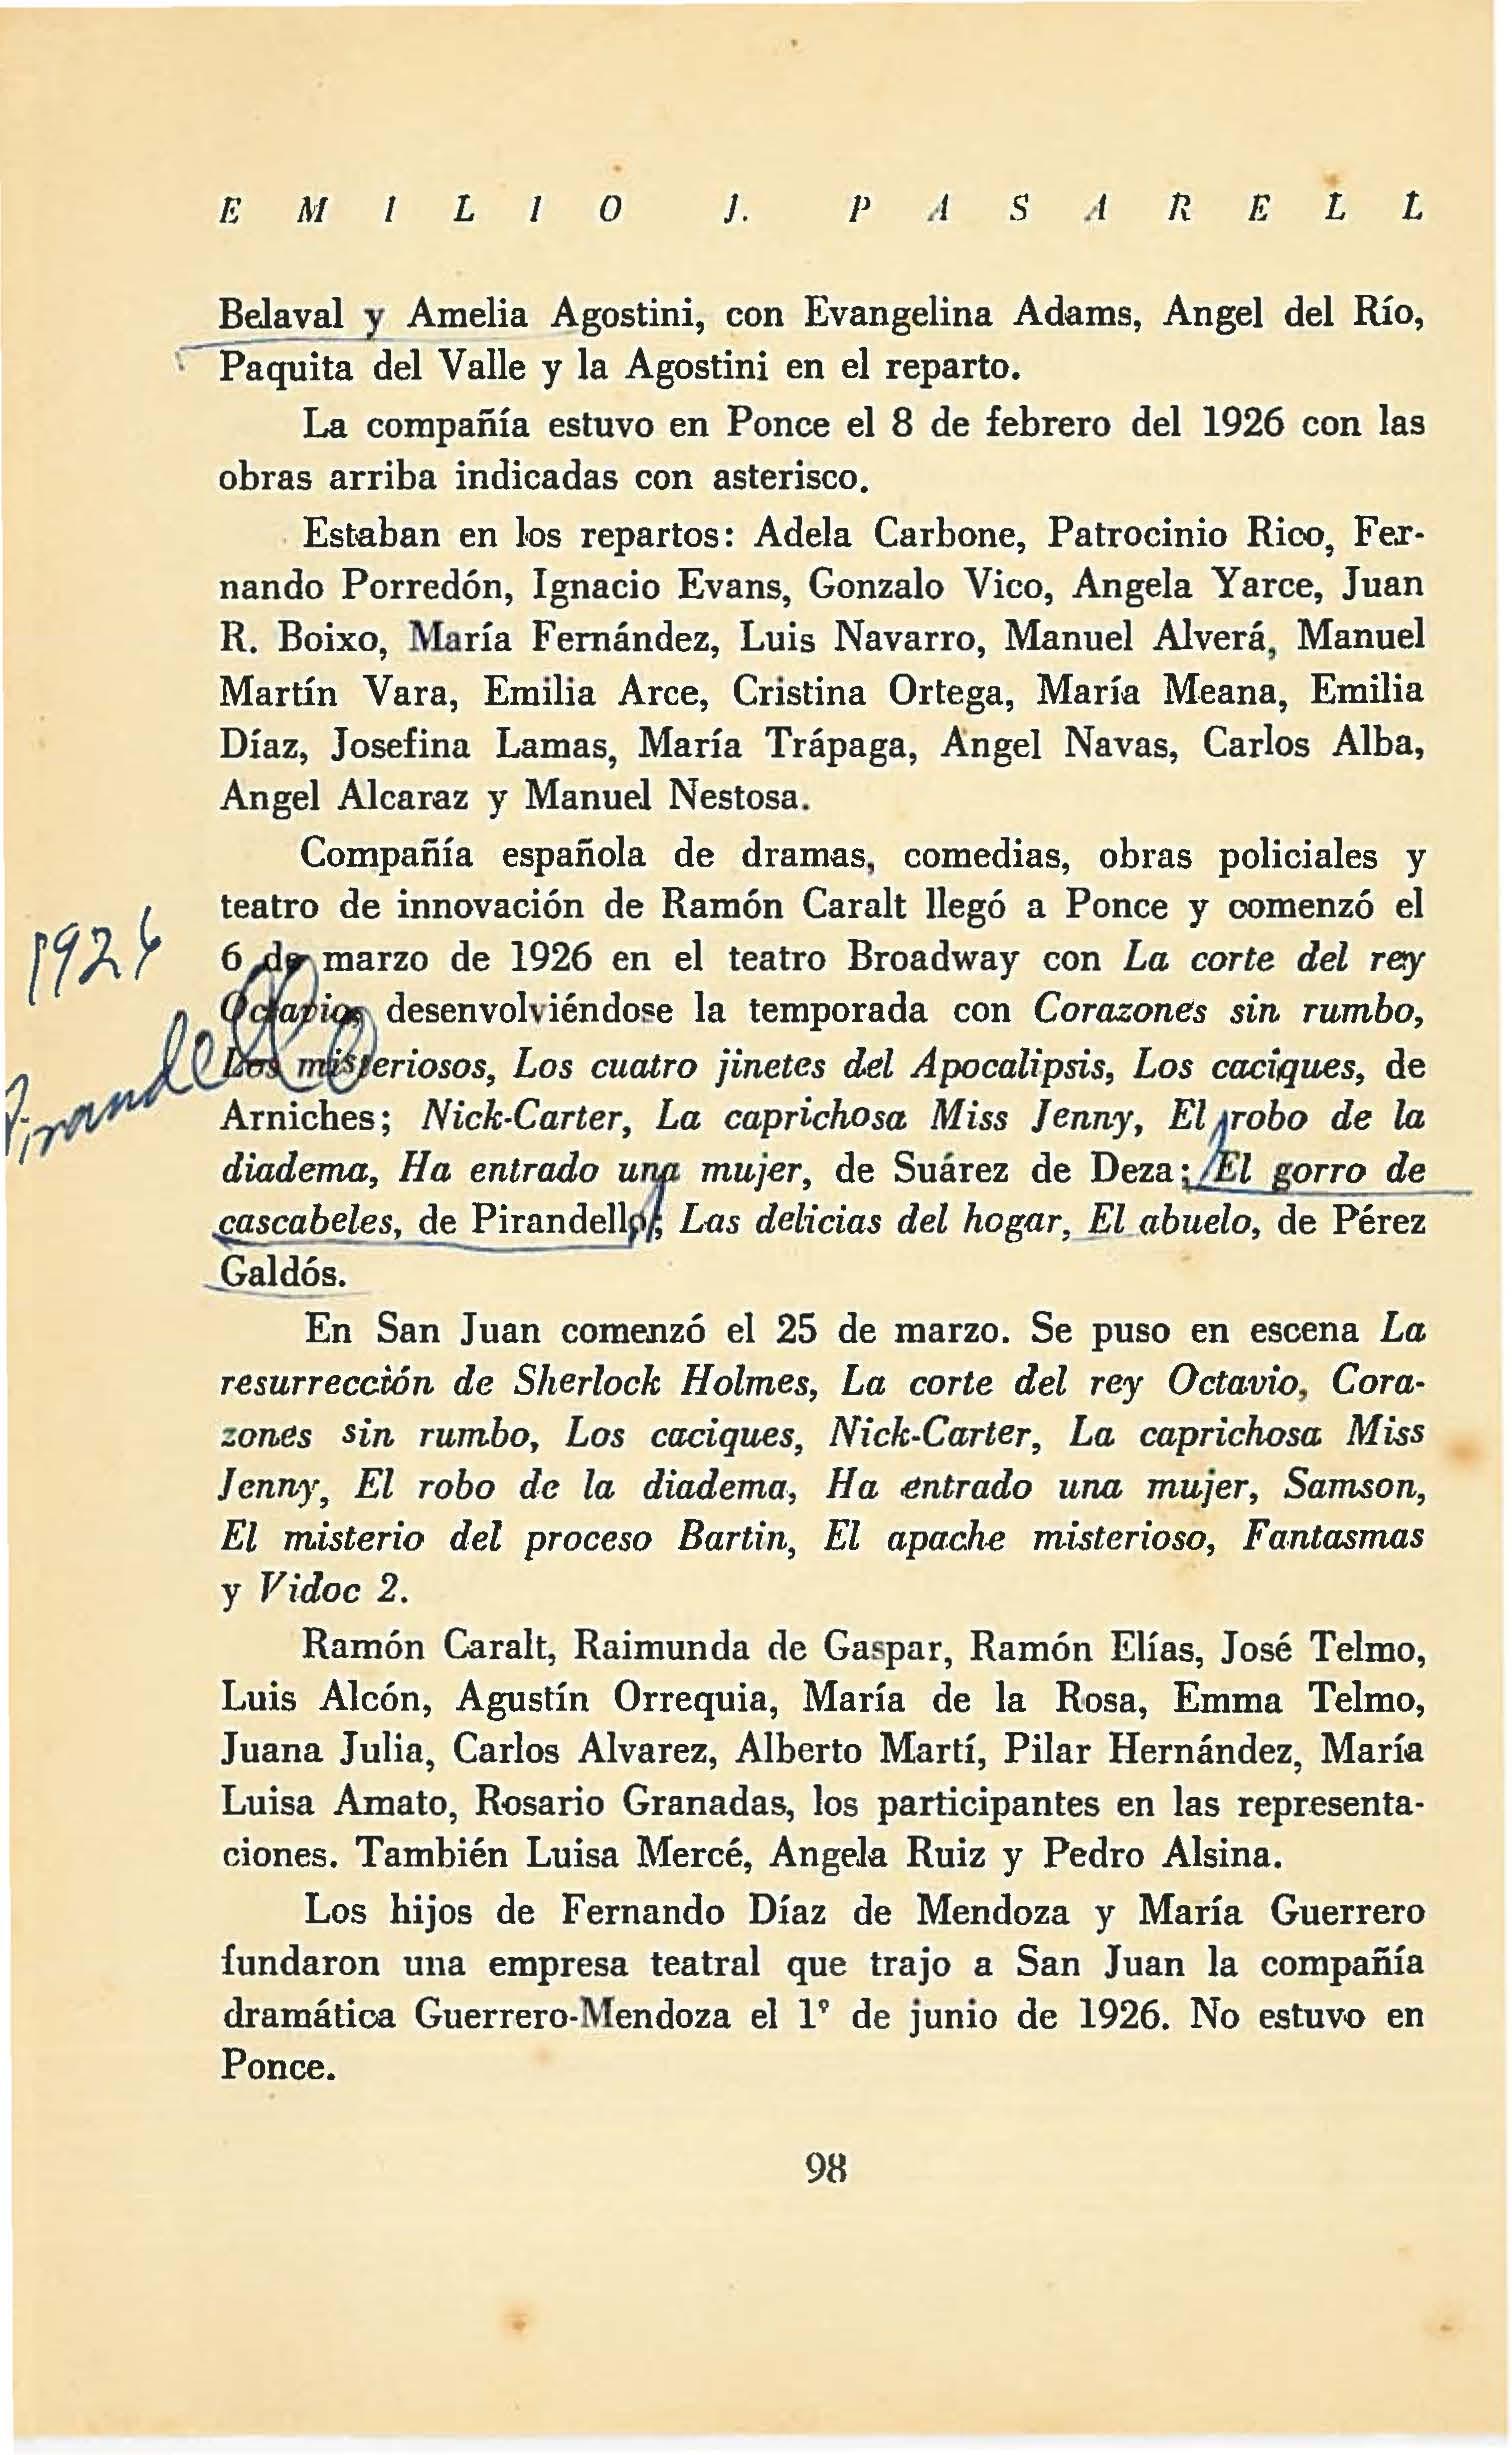 EMILIO J. PASARELL
Belaval y Amelia Agostini, con Evangelina Adams, Angel del Río,
Paquita del Valle y la Agostini en el reparto.
La compañía estuvo en Ponce el 8 de febrero del 1926 con las
obras arriba indicadas con asterisco.
Estaban en los repartos: Adela Carbone, Patrocinio Rico, Fer-
nando Porredón, Ignacio Evans, Gonzalo Vico, Angela Yarce, Juan
R. Boixo, María Fernández, Luis Navarro, Manuel Alverá, Manuel
Martín Vara, Emilia Arce, Cristina Ortega, María Meana, Emilia
Díaz, Josefina Lamas, María Trápaga, Angel Navas, Carlos Alba,
Angel Alcaraz y Manuel Nestosa.
Compañía española de dramas, comedias, obras policiales y
teatro de innovación de Ramón Caralt llegó a Ponce y comenzó el
6 de marzo de 1926 en el teatro Broadway con La corte del rey
Octavio, desenvolviéndose la temporada con Corazones sin rumbo,
Los misteriosos, Los cuatro jinetes del Apocalipsis, Los caciques, de
Arniches; Nick-Carter, La caprichosa Miss Jenny, El robo de la
diadema, Ha entrado una mujer, de Suárez de Deza; El gorro de
cascabeles, de Pirandello; Las delicias del hogar, El abuelo, de Pérez
Galdós.
1926
Pirandello
En San Juan comenzó el 25 de marzo. Se puso en escena La
resurrección de Sherlock Holmes, La corte del rey Octavio, Cora-
zones sin rumbo, Los caciques, Nick-Carter, La caprichosa Miss
Jenny, El robo de la diadema, Ha entrado una mujer, Samson,
El misterio del proceso Bartin, El apache misterioso, Fantasmas
y Vidoc 2.
Ramón Caralt, Raimunda de Gaspar, Ramón Elías, José Telmo,
Luis Alcón, Agustín Orrequia, María de la Rosa, Emma Telmo,
Juana Julia, Carlos Alvarez, Alberto Martí, Pilar Hernández, María
Luisa Amato, Rosario Granadas, los participantes en las representa-
ciones. También Luisa Mercé, Angela Ruiz y Pedro Alsina.
Los hijos de Fernando Díaz de Mendoza y María Guerrero
fundaron una empresa teatral que trajo a San Juan la compañía
dramática Guerrero-Mendoza el 1º de junio de 1926. No estuvo en
Ponce.
98